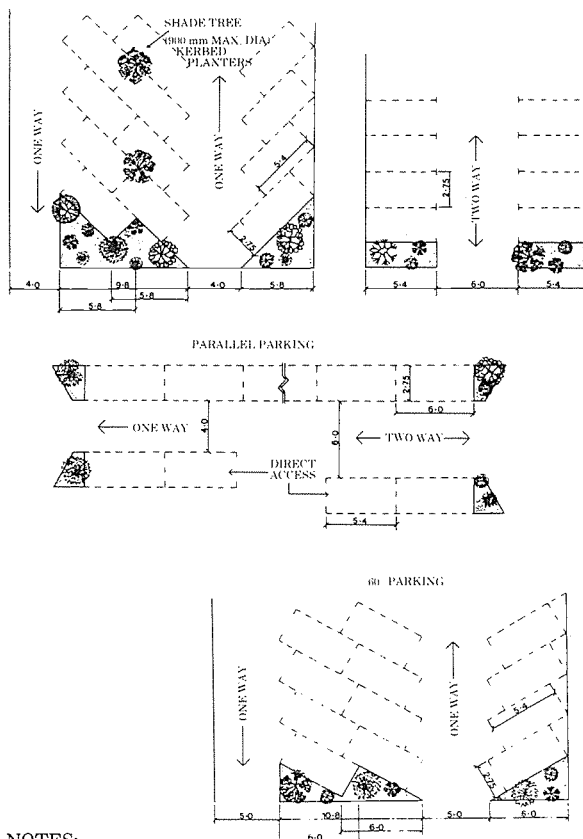 SHADE TREE
(900 mm MAX. DIA)
KERBED
PLANTERS
ONE WAY
ONE WAY
5·4
2·75
4·0
9·8
5·8
5·8
4·0
5·8
TWO WAY
2·75
5·4
6·0
5·4
PARALLEL PARKING
2·75
6·0
ONE WAY
4·0
6·0
TWO WAY
DIRECT
ACCESS
5·4
60 PARKING
ONE WAY
ONE WAY
5·4
2·75
5·0
10·8
6·0
5·0
6·0
6·0
NOTES: